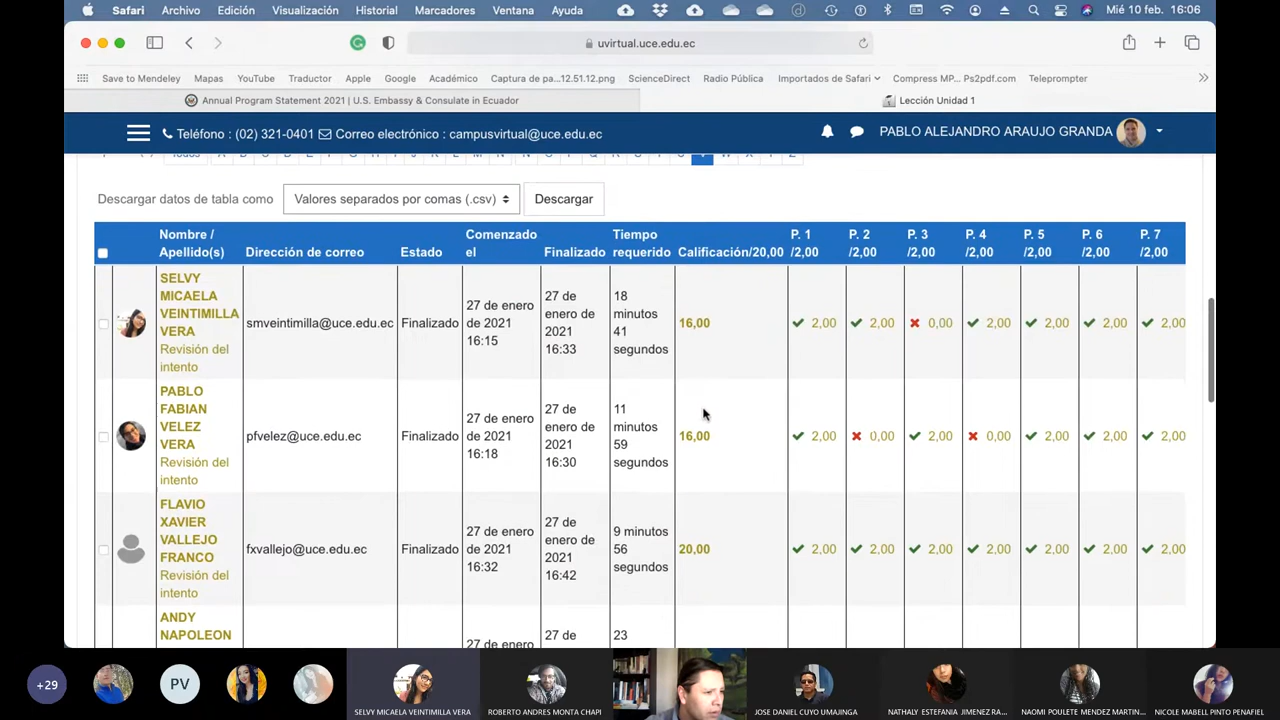 Safari Archivo Edición Visualización Historial Marcadores Ventana Ayuda Mié 10 feb. 16:06
uvirtual.uce.edu.ec
Save to Mendeley Mapas YouTube Traductor Apple Google Académico Captura de pa...12.51.12.png ScienceDirect Radio Pública Importados de Safari Compress MP... Ps2pdf.com Teleprompter
Annual Program Statement 2021 | U.S. Embassy & Consulate in Ecuador Lección Unidad 1
Teléfono : (02) 321-0401 Correo electrónico : campusvirtual@uce.edu.ec PABLO ALEJANDRO ARAUJO GRANDA
Descargar datos de tabla como Valores separados por comas (.csv) Descargar
Nombre / Comenzado Tiempo P. 1 P. 2 P. 3 P. 4 P. 5 P. 6 P. 7
Apellido(s) Dirección de correo Estado el Finalizado requerido Calificación/20,00 /2,00 /2,00 /2,00 /2,00 /2,00 /2,00 /2,00
SELVY
MICAELA
VEINTIMILLA
VERA
Revisión del
intento
smveintimilla@uce.edu.ec
Finalizado
27 de enero
de 2021
16:15
27 de
enero de
2021
16:33
18
minutos
41
segundos
16,00
2,00 2,00 0,00 2,00 2,00 2,00 2,00
PABLO
FABIAN
VELEZ
VERA
Revisión del
intento
pfvelez@uce.edu.ec
Finalizado
27 de enero
de 2021
16:18
27 de
enero de
2021
16:30
11
minutos
59
segundos
16,00
2,00 0,00 2,00 0,00 2,00 2,00 2,00
FLAVIO
XAVIER
VALLEJO
FRANCO
Revisión del
intento
fxvallejo@uce.edu.ec
Finalizado
27 de enero
de 2021
16:32
27 de
enero de
2021
16:42
9 minutos
56
segundos
20,00
2,00 2,00 2,00 2,00 2,00 2,00 2,00
ANDY
NAPOLEON
27 de enero
27 de
23
+29 PV
SELVY MICAELA VEINTIMILLA VERA ROBERTO ANDRES MONTA CHAPI JOSE DANIEL CUYO UMAJINGA NATHALY ESTEFANIA JIMENEZ RA... NAOMI POULETE MENDEZ MARTIN... NICOLE MABELL PINTO PENAFIEL